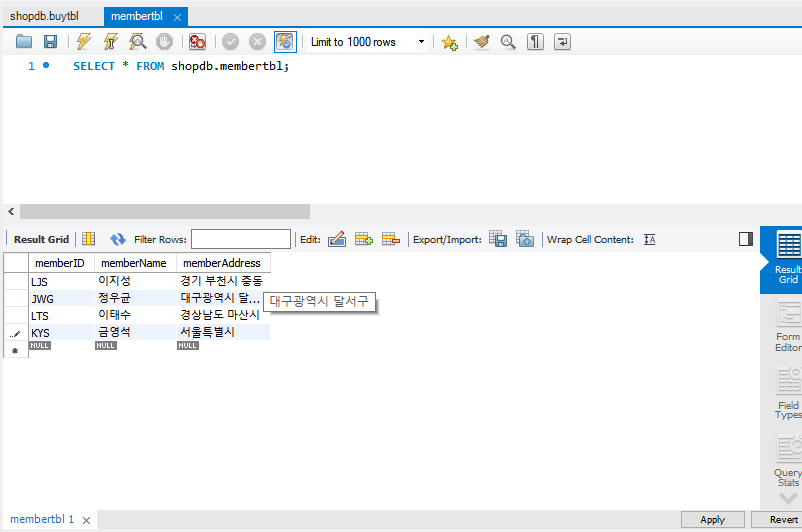 shopdb.buytbl membertbl
Limit to 1000 rows
1 SELECT * FROM shopdb.membertbl;
Result Grid Filter Rows: Edit: Export/Import: Wrap Cell Content:
memberID memberName memberAddress
LJS 이지성 경기 부천시 중동
JWG 정우균 대구광역시 달...
대구광역시 달서구
LTS 이태수 경상남도 마산시
KYS 금영석 서울특별시
NULL NULL NULL
Result
Grid
Form
Editor
Field
Types
Query
Stats
membertbl 1
Apply Revert